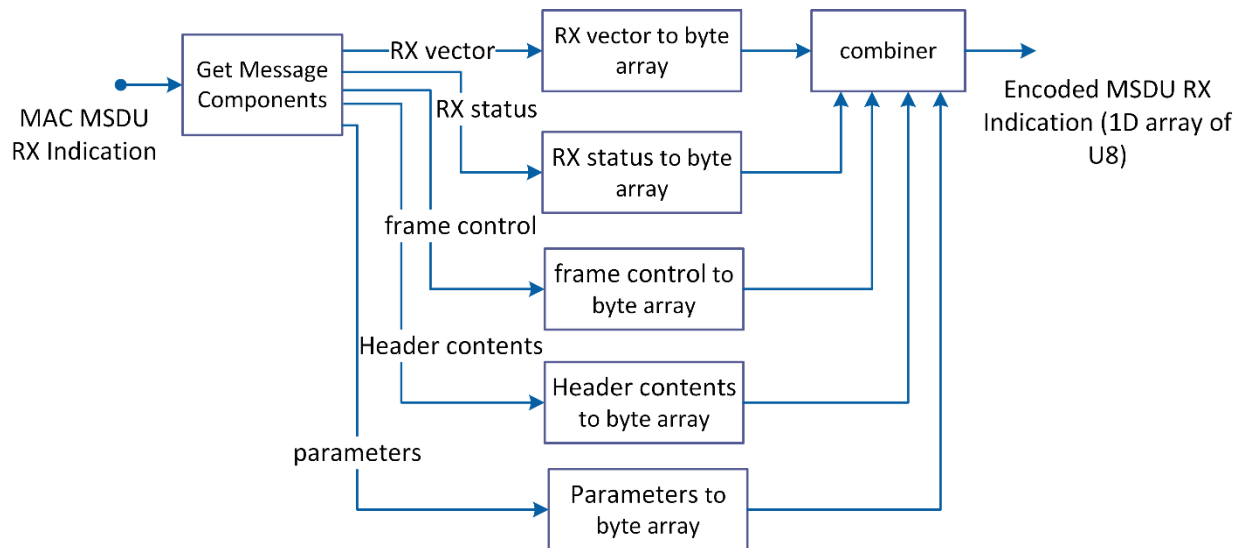 RX vector
RX vector to byte
array
combiner
Get Message
Components
MAC MSDU
RX Indication
Encoded MSDU RX
Indication (1D array of
U8)
RX status
RX status to byte
array
frame control
frame control to
byte array
Header contents
Header contents
to byte array
parameters
Parameters to
byte array